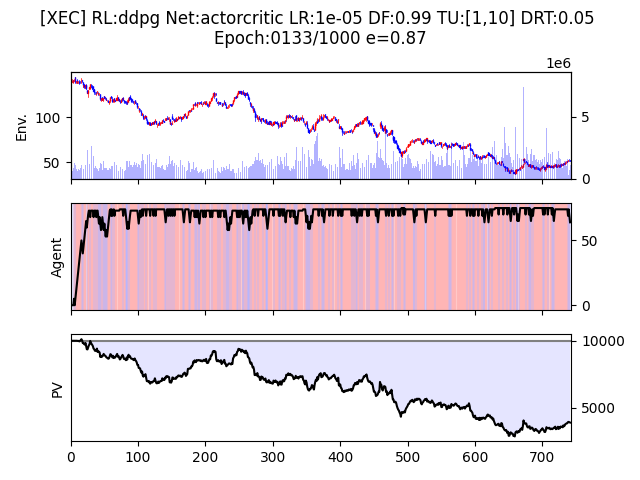 [XEC] RL:ddpg Net:actorcritic LR:1e-05 DF:0.99 TU:[1,10] DRT:0.05
Epoch:0133/1000 e=0.87
1e6
Env.
100
50
5
0
Agent
50
0
PV
10000
5000
0 100 200 300 400 500 600 700